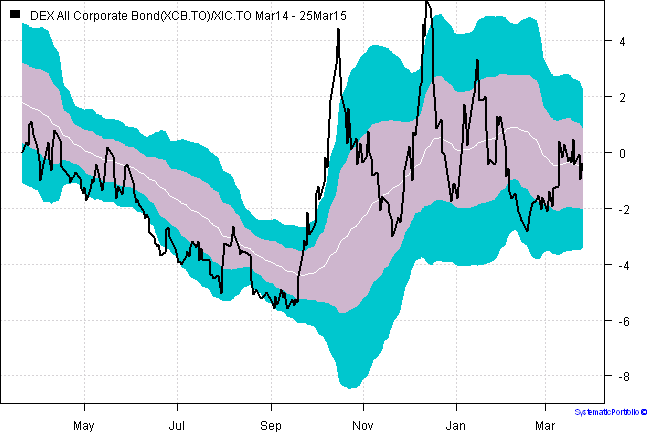 DEX All Corporate Bond(XCB.TO)/XIC.TO Mar14 - 25Mar15
4
2
0
-2
-4
-6
-8
May Jul Sep Nov Jan Mar
SystematicPortfolio ©